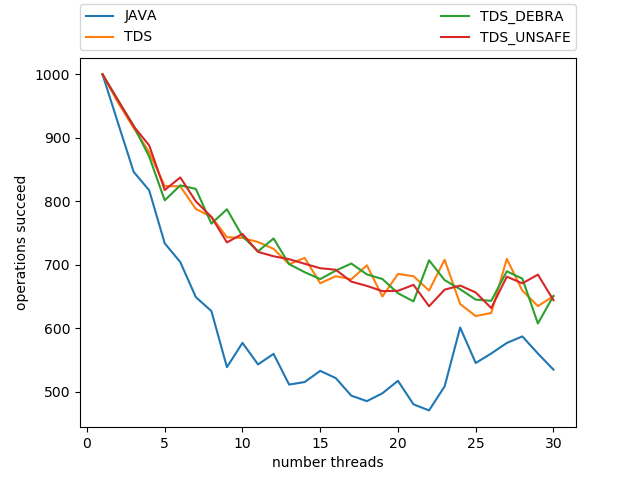 JAVA
TDS
TDS_DEBRA
TDS_UNSAFE
operations succeed
1000
900
800
700
600
500
0 5 10 15 20 25 30
number threads